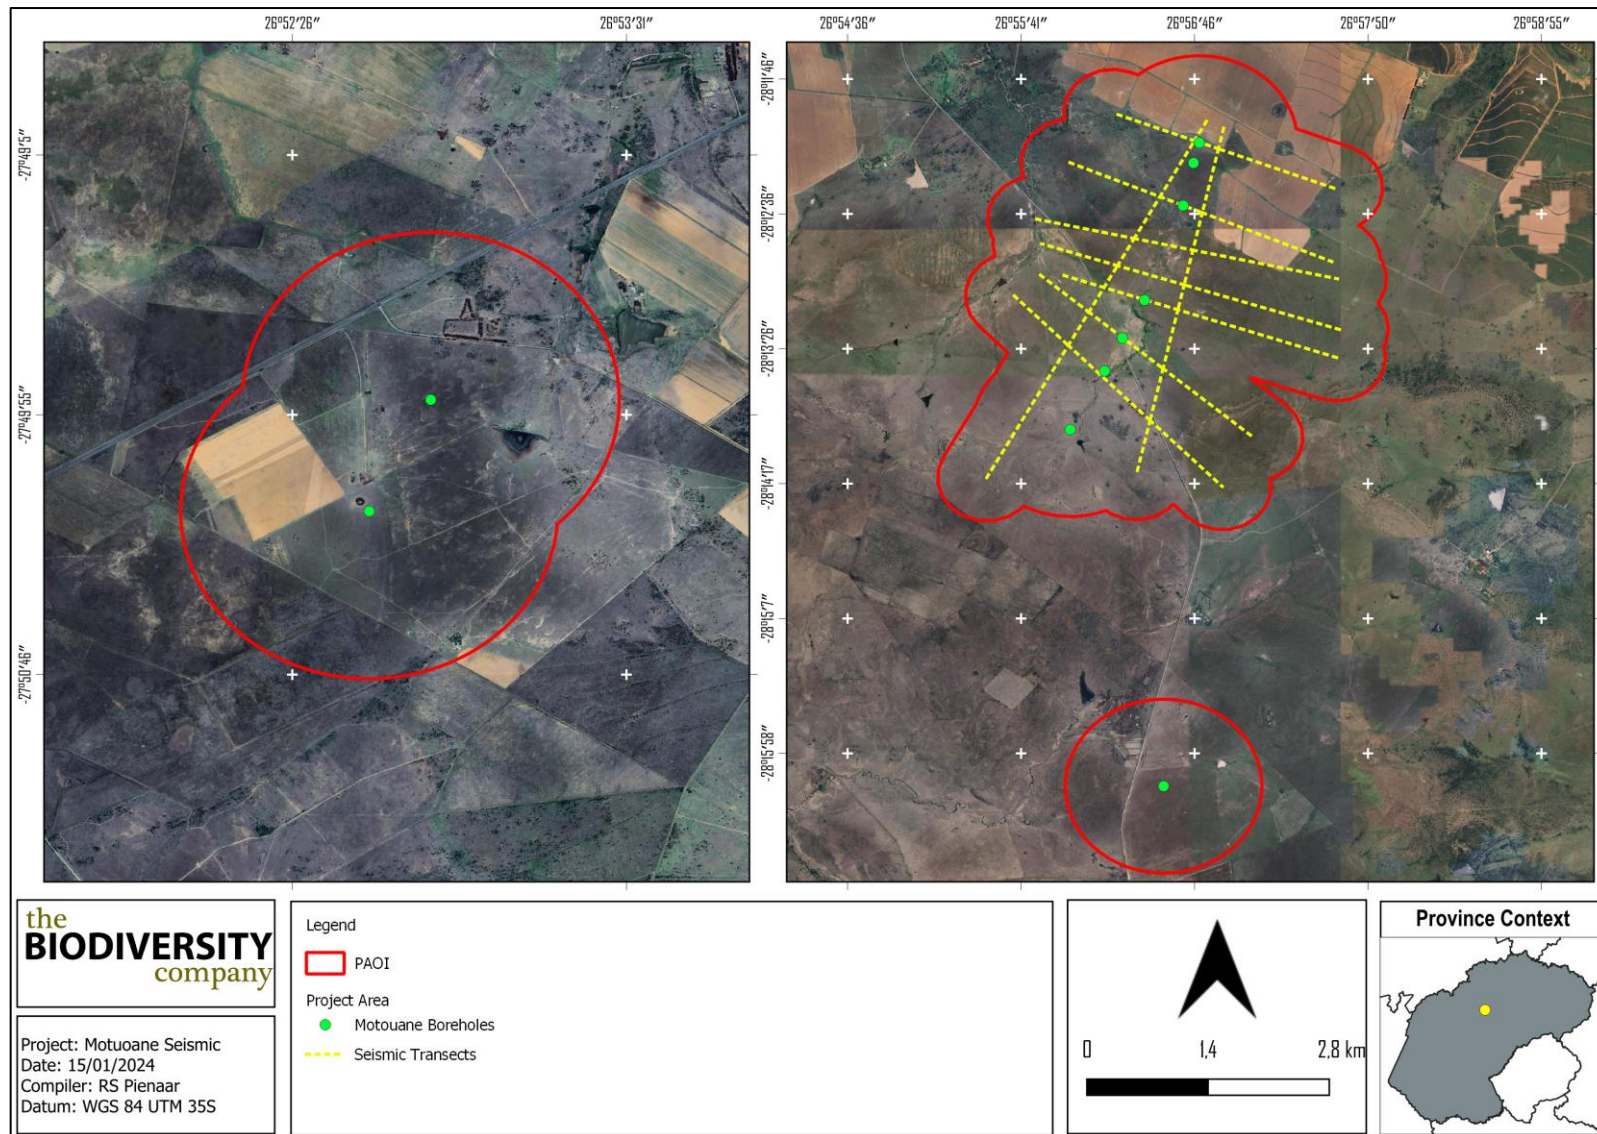 26°52'26"
26°53'31"
26°54'36"
26°55'41"
26°56'46"
26°57'50"
26°58'55"
-27°49'5"
-27°49'55"
-27°50'46"
-28°11'46"
-28°12'36"
-28°13'26"
-28°14'17"
-28°15'7"
-28°15'58"
the
BIODIVERSITY
company
Project: Motuoane Seismic
Date: 15/01/2024
Compiler: RS Pienaar
Datum: WGS 84 UTM 35S
Legend
PAOI
Project Area
Motouane Boreholes
Seismic Transects
0 1,4 2,8 km
Province Context